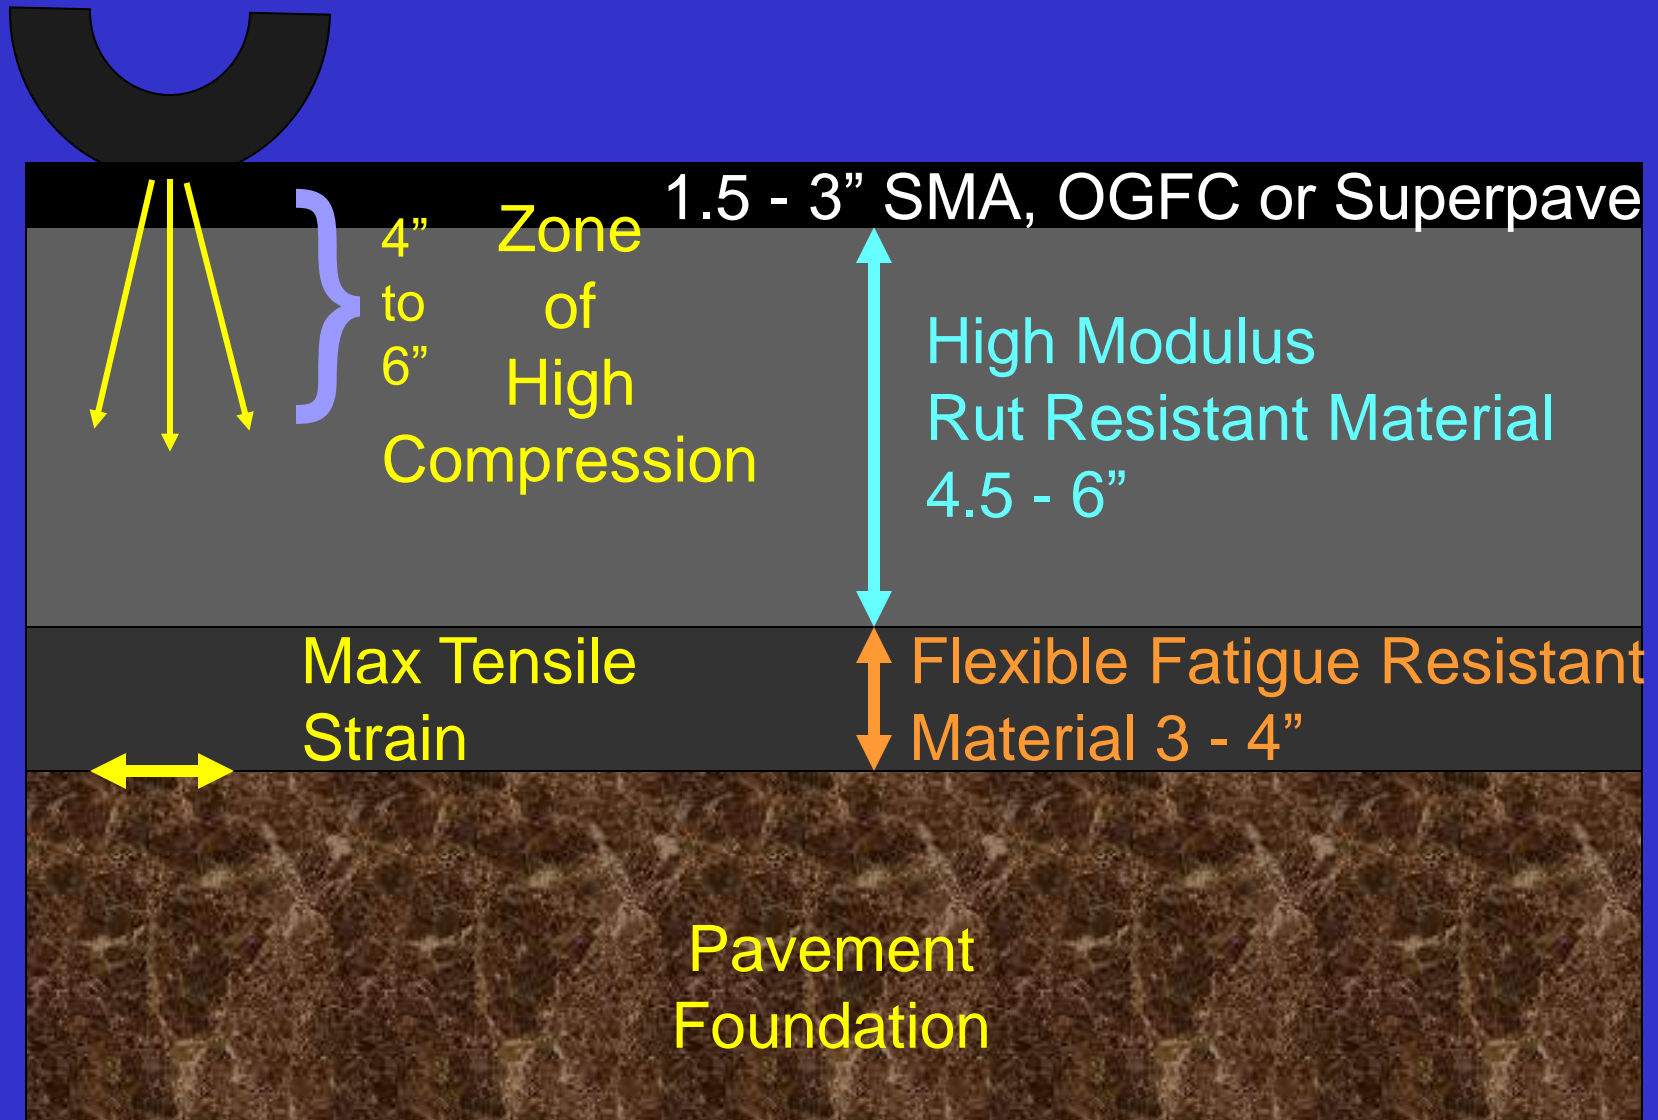 1.5 - 3” SMA, OGFC or Superpave
4”
to
6”
Zone
of
High
Compression
High Modulus
Rut Resistant Material
4.5 - 6”
Max Tensile
Strain
Flexible Fatigue Resistant
Material 3 - 4”
Pavement
Foundation